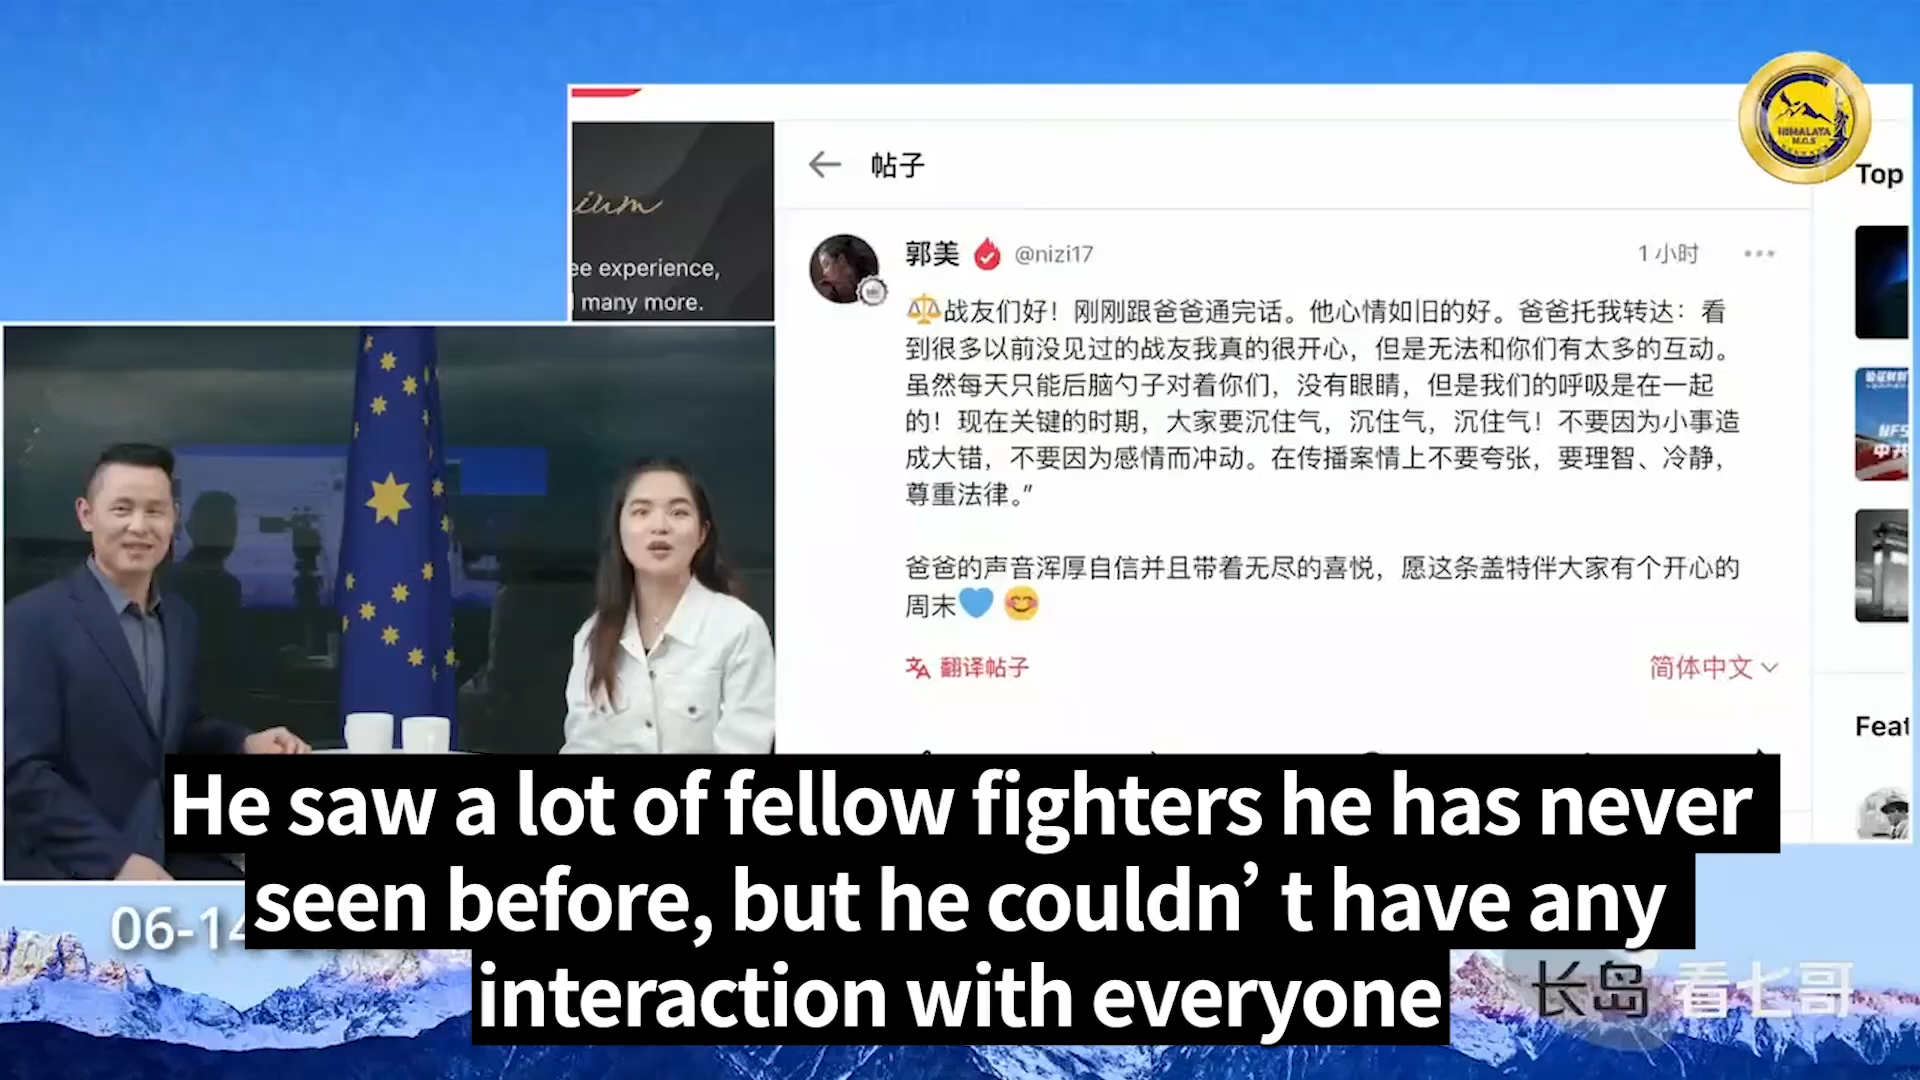 HIMALAYA
M.O.S
Top
帖子
ium
ee experience,
many more.
郭美 @nizi17
1 小时
战友们好！刚刚跟爸爸通完话。他心情如旧的好。爸爸托我转达：看
到很多以前没见过的战友我真的很开心，但是无法和你们有太多的互动。
虽然每天只能后脑勺子对着你们，没有眼睛，但是我们的呼吸是在一起
的！现在关键的时期，大家要沉住气，沉住气，沉住气！不要因为小事造
成大错，不要因为感情而冲动。在传播案情上不要夸张，要理智、冷静，
尊重法律。”
爸爸的声音浑厚自信并且带着无尽的喜悦，愿这条盖特伴大家有个开心的
周末
翻译帖子
简体中文
NFS
中共
Feat
He saw a lot of fellow fighters he has never
seen before, but he couldn’t have any
interaction with everyone
06-14
长岛 看七哥